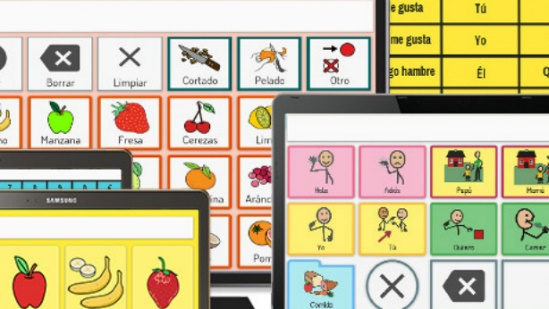 e gusta Tú
me gusta Yo
go hambre Él
Borrar Limpiar Cortado Pelado Otro
Manzana Fresa Cerezas
SAMSUNG
Hola Adiós Papá Mamá
Yo Tú Quiero Comer
Comida